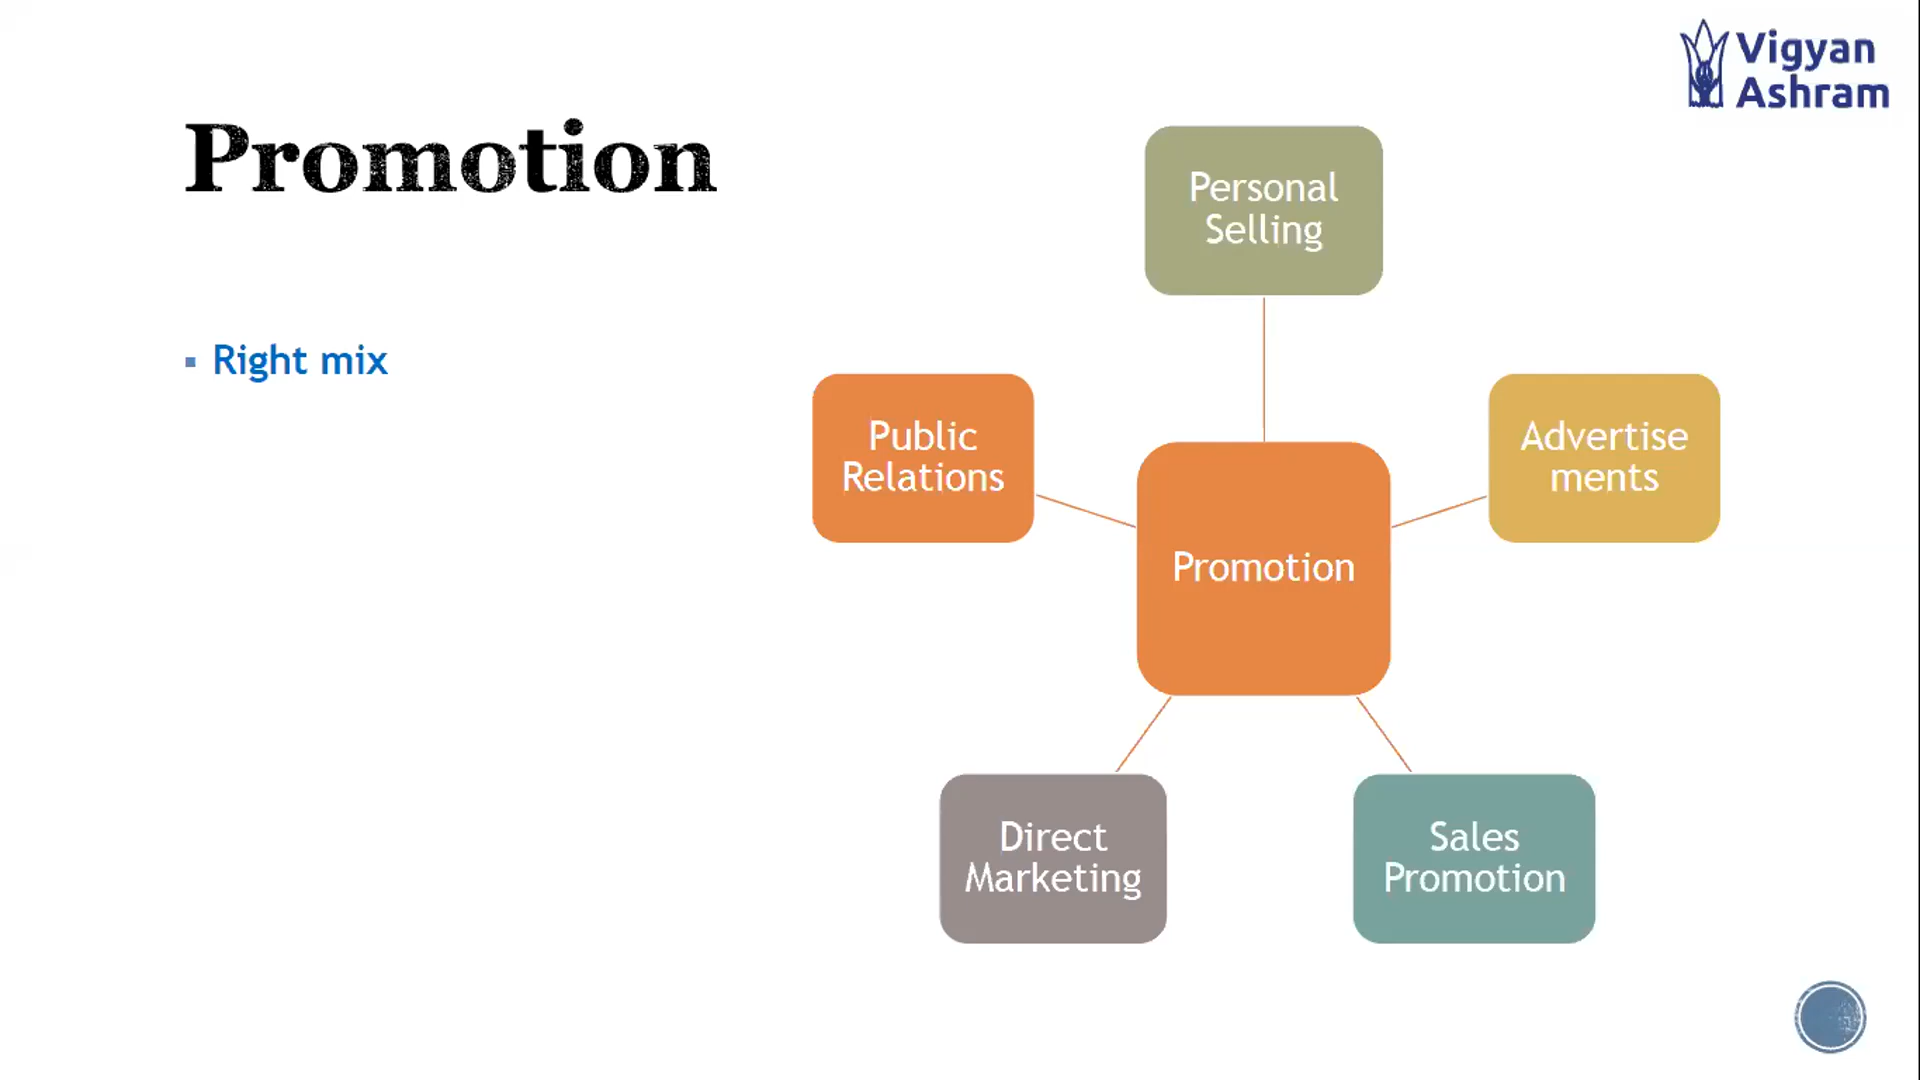 Vigyan
Ashram
Promotion
Right mix
Personal
Selling
Public
Relations
Advertise
ments
Promotion
Direct
Marketing
Sales
Promotion